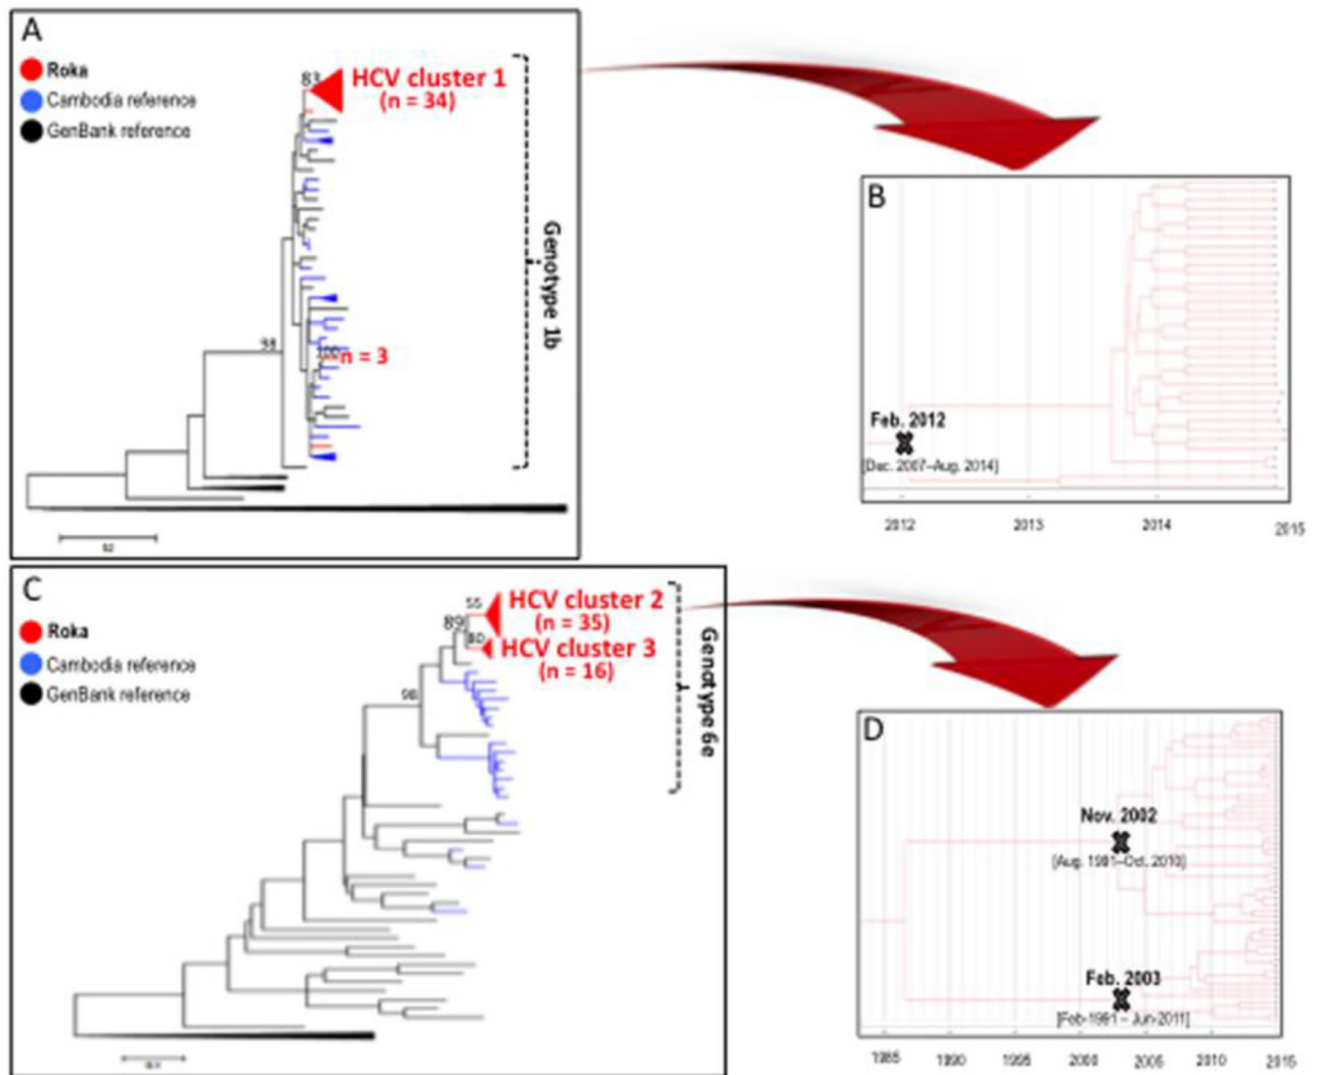 A
Roka
Cambodia reference
GenBank reference
83
HCV cluster 1
(n = 34)
Genotype 1b
98
100
n = 3
B
Feb. 2012
[Dec. 2007–Aug. 2014]
2012 2013 2014 2015
C
Roka
Cambodia reference
GenBank reference
55
HCV cluster 2
(n = 35)
89
80
HCV cluster 3
(n = 16)
Genotype 6e
98
D
Nov. 2002
[Aug. 1991–Oct. 2010]
Feb. 2003
[Feb-1991 – Jun-2011]
1985 1990 1995 2000 2005 2010 2015